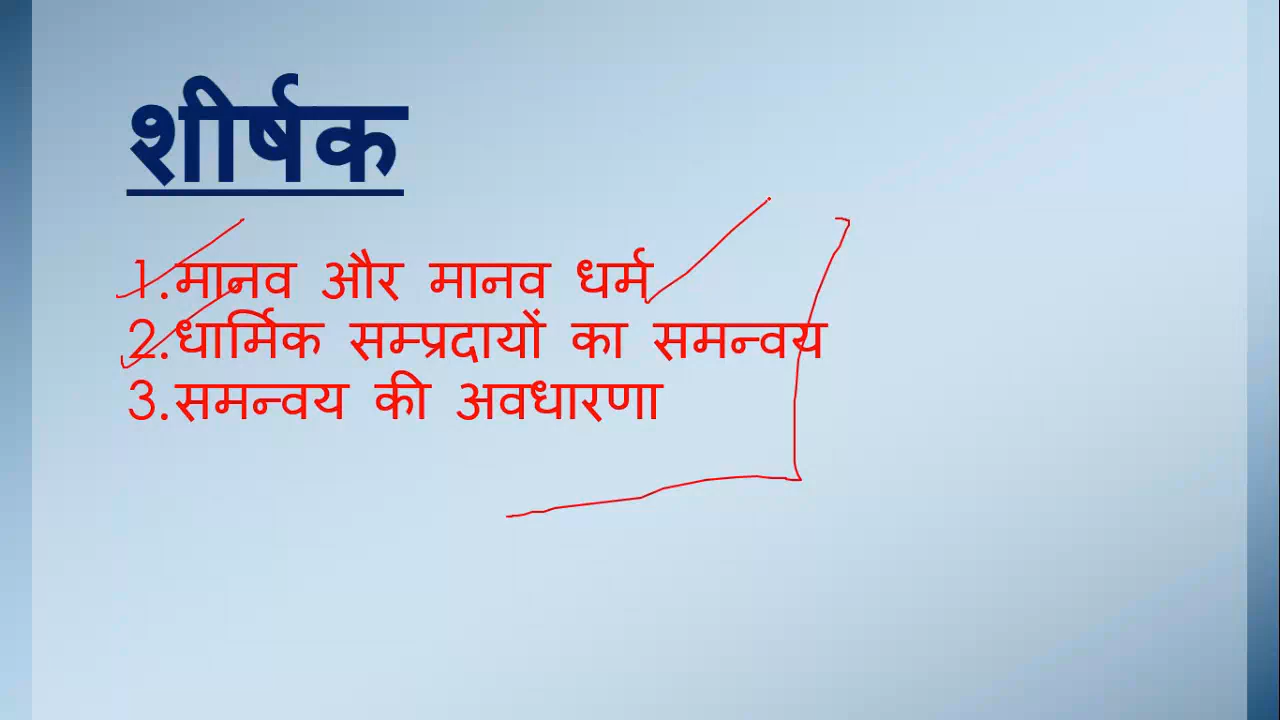 शीर्षक
1.मानव और मानव धर्म
2.धार्मिक सम्प्रदायों का समन्वय
3.समन्वय की अवधारणा